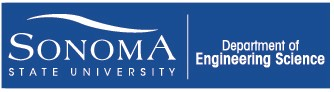 SONOMA
STATE UNIVERSITY
Department of
Engineering Science